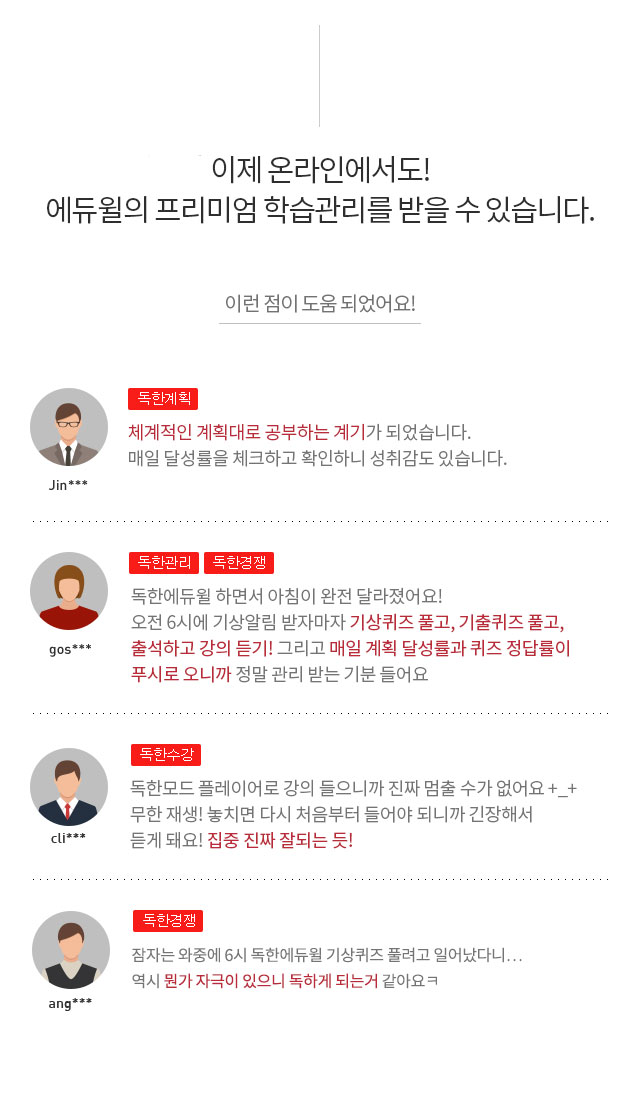 이제 온라인에서도!
에듀윌의 프리미엄 학습관리를 받을 수 있습니다.
이런 점이 도움 되었어요!
독한계획
체계적인 계획대로 공부하는 계기가 되었습니다.
매일 달성률을 체크하고 확인하니 성취감도 있습니다.
Jin***
독한관리 독한경쟁
독한에듀윌 하면서 아침이 완전 달라졌어요!
오전 6시에 기상알림 받자마자 기상퀴즈 풀고, 기출퀴즈 풀고,
출석하고 강의 듣기! 그리고 매일 계획 달성률과 퀴즈 정답률이
푸시로 오니까 정말 관리 받는 기분 들어요
gos***
독한수강
독한모드 플레이어로 강의 들으니까 진짜 멈출 수가 없어요 +_+
무한 재생! 놓치면 다시 처음부터 들어야 되니까 긴장해서
듣게 돼요! 집중 진짜 잘되는 듯!
cli***
독한경쟁
잠자는 와중에 6시 독한에듀윌 기상퀴즈 풀려고 일어났다니…
역시 뭔가 자극이 있으니 독하게 되는거 같아요ㅋ
ang***